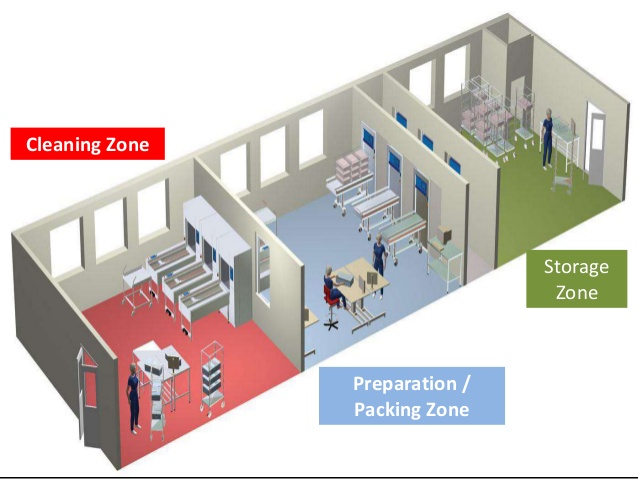 Cleaning Zone
Storage
Zone
Preparation /
Packing Zone